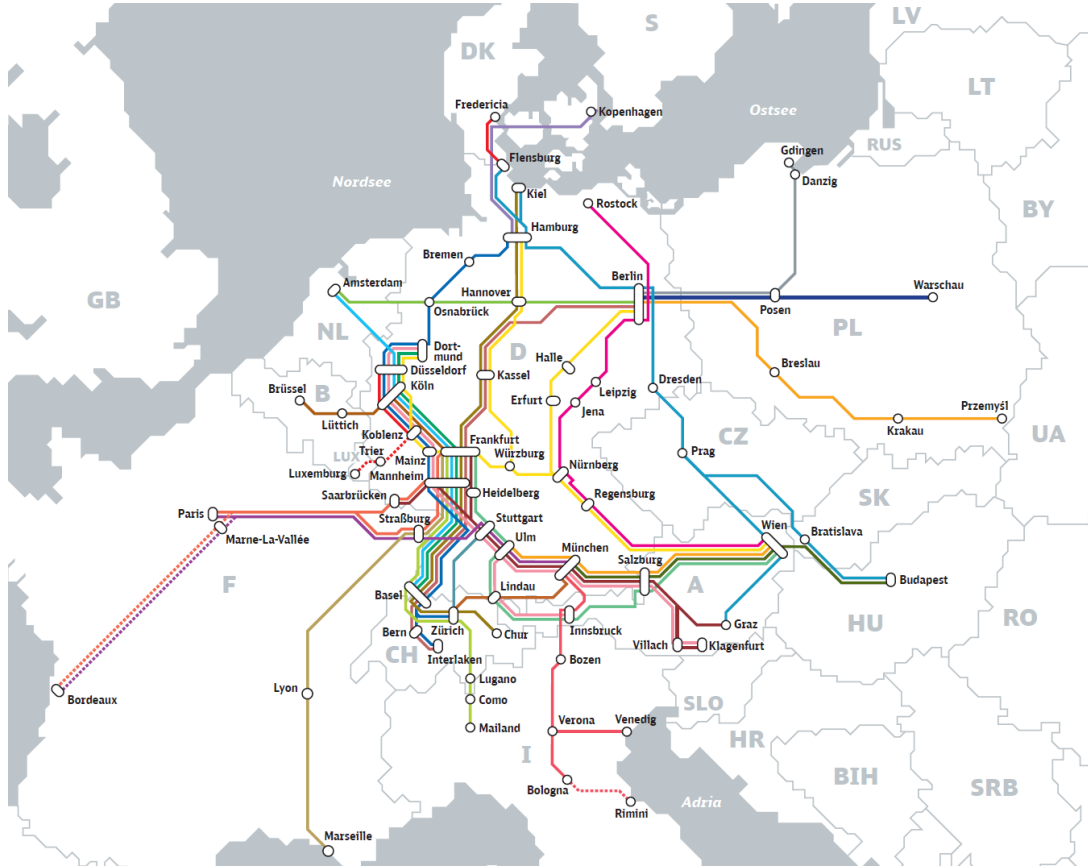 S
LV
DK
LT
Fredericia
Kopenhagen
Ostsee
RUS
Gdingen
Flensburg
Danzig
Nordsee
Kiel
Rostock
BY
Hamburg
Bremen
Berlin
Amsterdam
Hannover
Warschau
GB
Osnabrück
Posen
NL
PL
Dort-
mund
D
Halle
Düsseldorf
Kassel
Breslau
Köln
Leipzig
Dresden
B
Brüssel
Erfurt
Jena
Przemyśl
Lüttich
Krakau
Koblenz
CZ
UA
Frankfurt
Trier
LUX
Würzburg
Prag
Mainz
Luxemburg
Mannheim
Nürnberg
SK
Saarbrücken
Heidelberg
Regensburg
Paris
Straßburg
Stuttgart
Wien
Bratislava
Marne-La-Vallée
Ulm
München
Salzburg
Budapest
F
Lindau
A
Basel
HU
RO
Zürich
Innsbruck
Graz
Bern
Chur
CH
Villach
Klagenfurt
Interlaken
Bozen
Lugano
Lyon
Bordeaux
Como
SLO
Mailand
Verona
Venedig
HR
I
BIH
SRB
Bologna
Adria
Rimini
Marseille